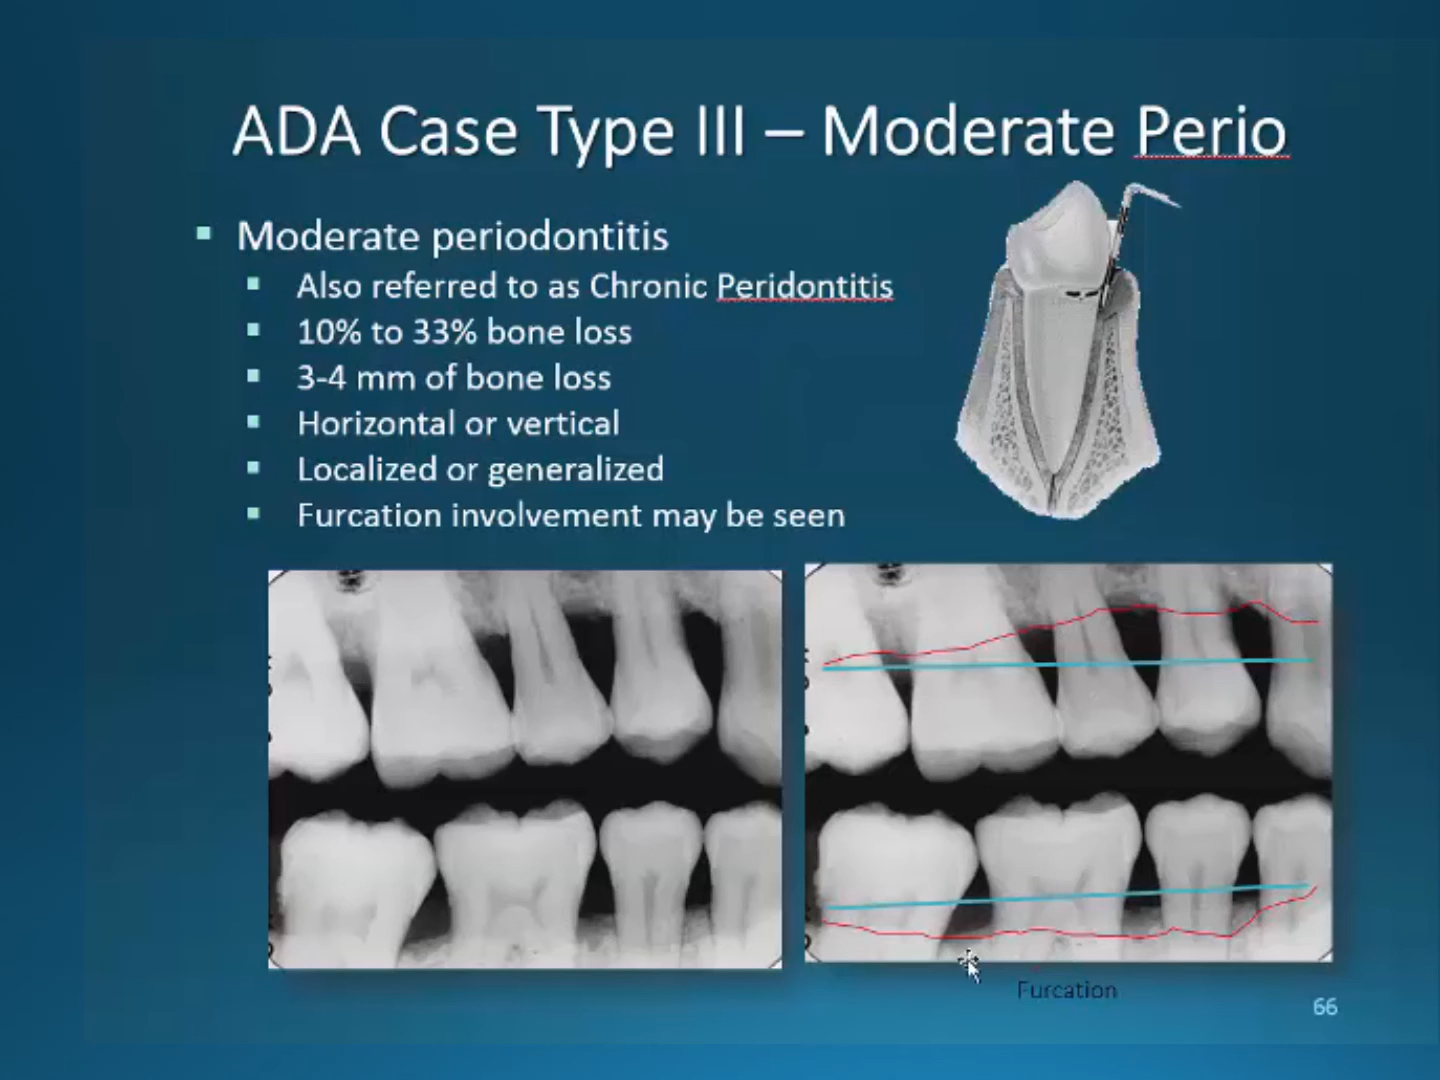 ADA Case Type III – Moderate Perio
Moderate periodontitis
Also referred to as Chronic Peridontitis
10% to 33% bone loss
3-4 mm of bone loss
Horizontal or vertical
Localized or generalized
Furcation involvement may be seen
Furcation
66